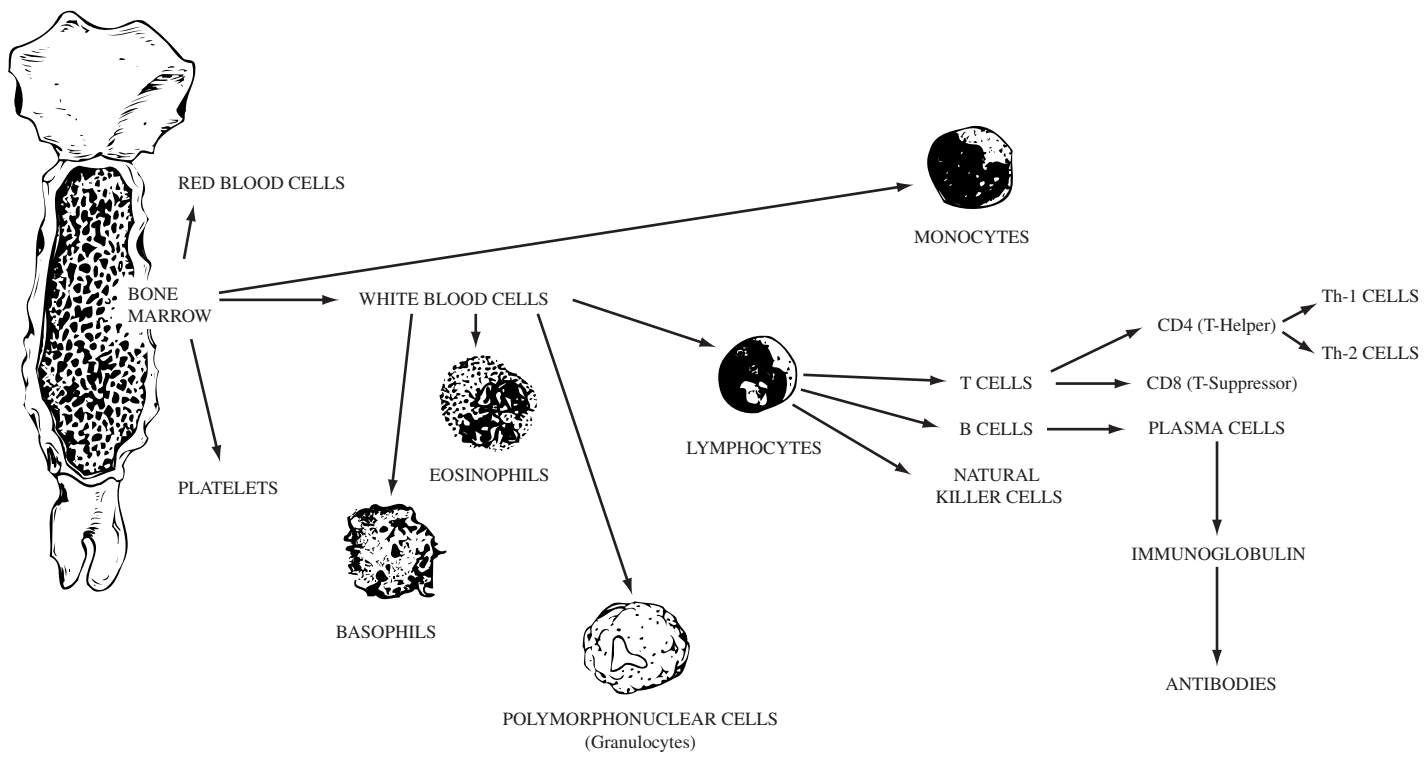 RED BLOOD CELLS
MONOCYTES
BONE
MARROW
WHITE BLOOD CELLS
Th-1 CELLS
CD4 (T-Helper)
Th-2 CELLS
T CELLS
CD8 (T-Suppressor)
B CELLS
PLASMA CELLS
LYMPHOCYTES
NATURAL
KILLER CELLS
EOSINOPHILS
PLATELETS
IMMUNOGLOBULIN
BASOPHILS
ANTIBODIES
POLYMORPHONUCLEAR CELLS
(Granulocytes)